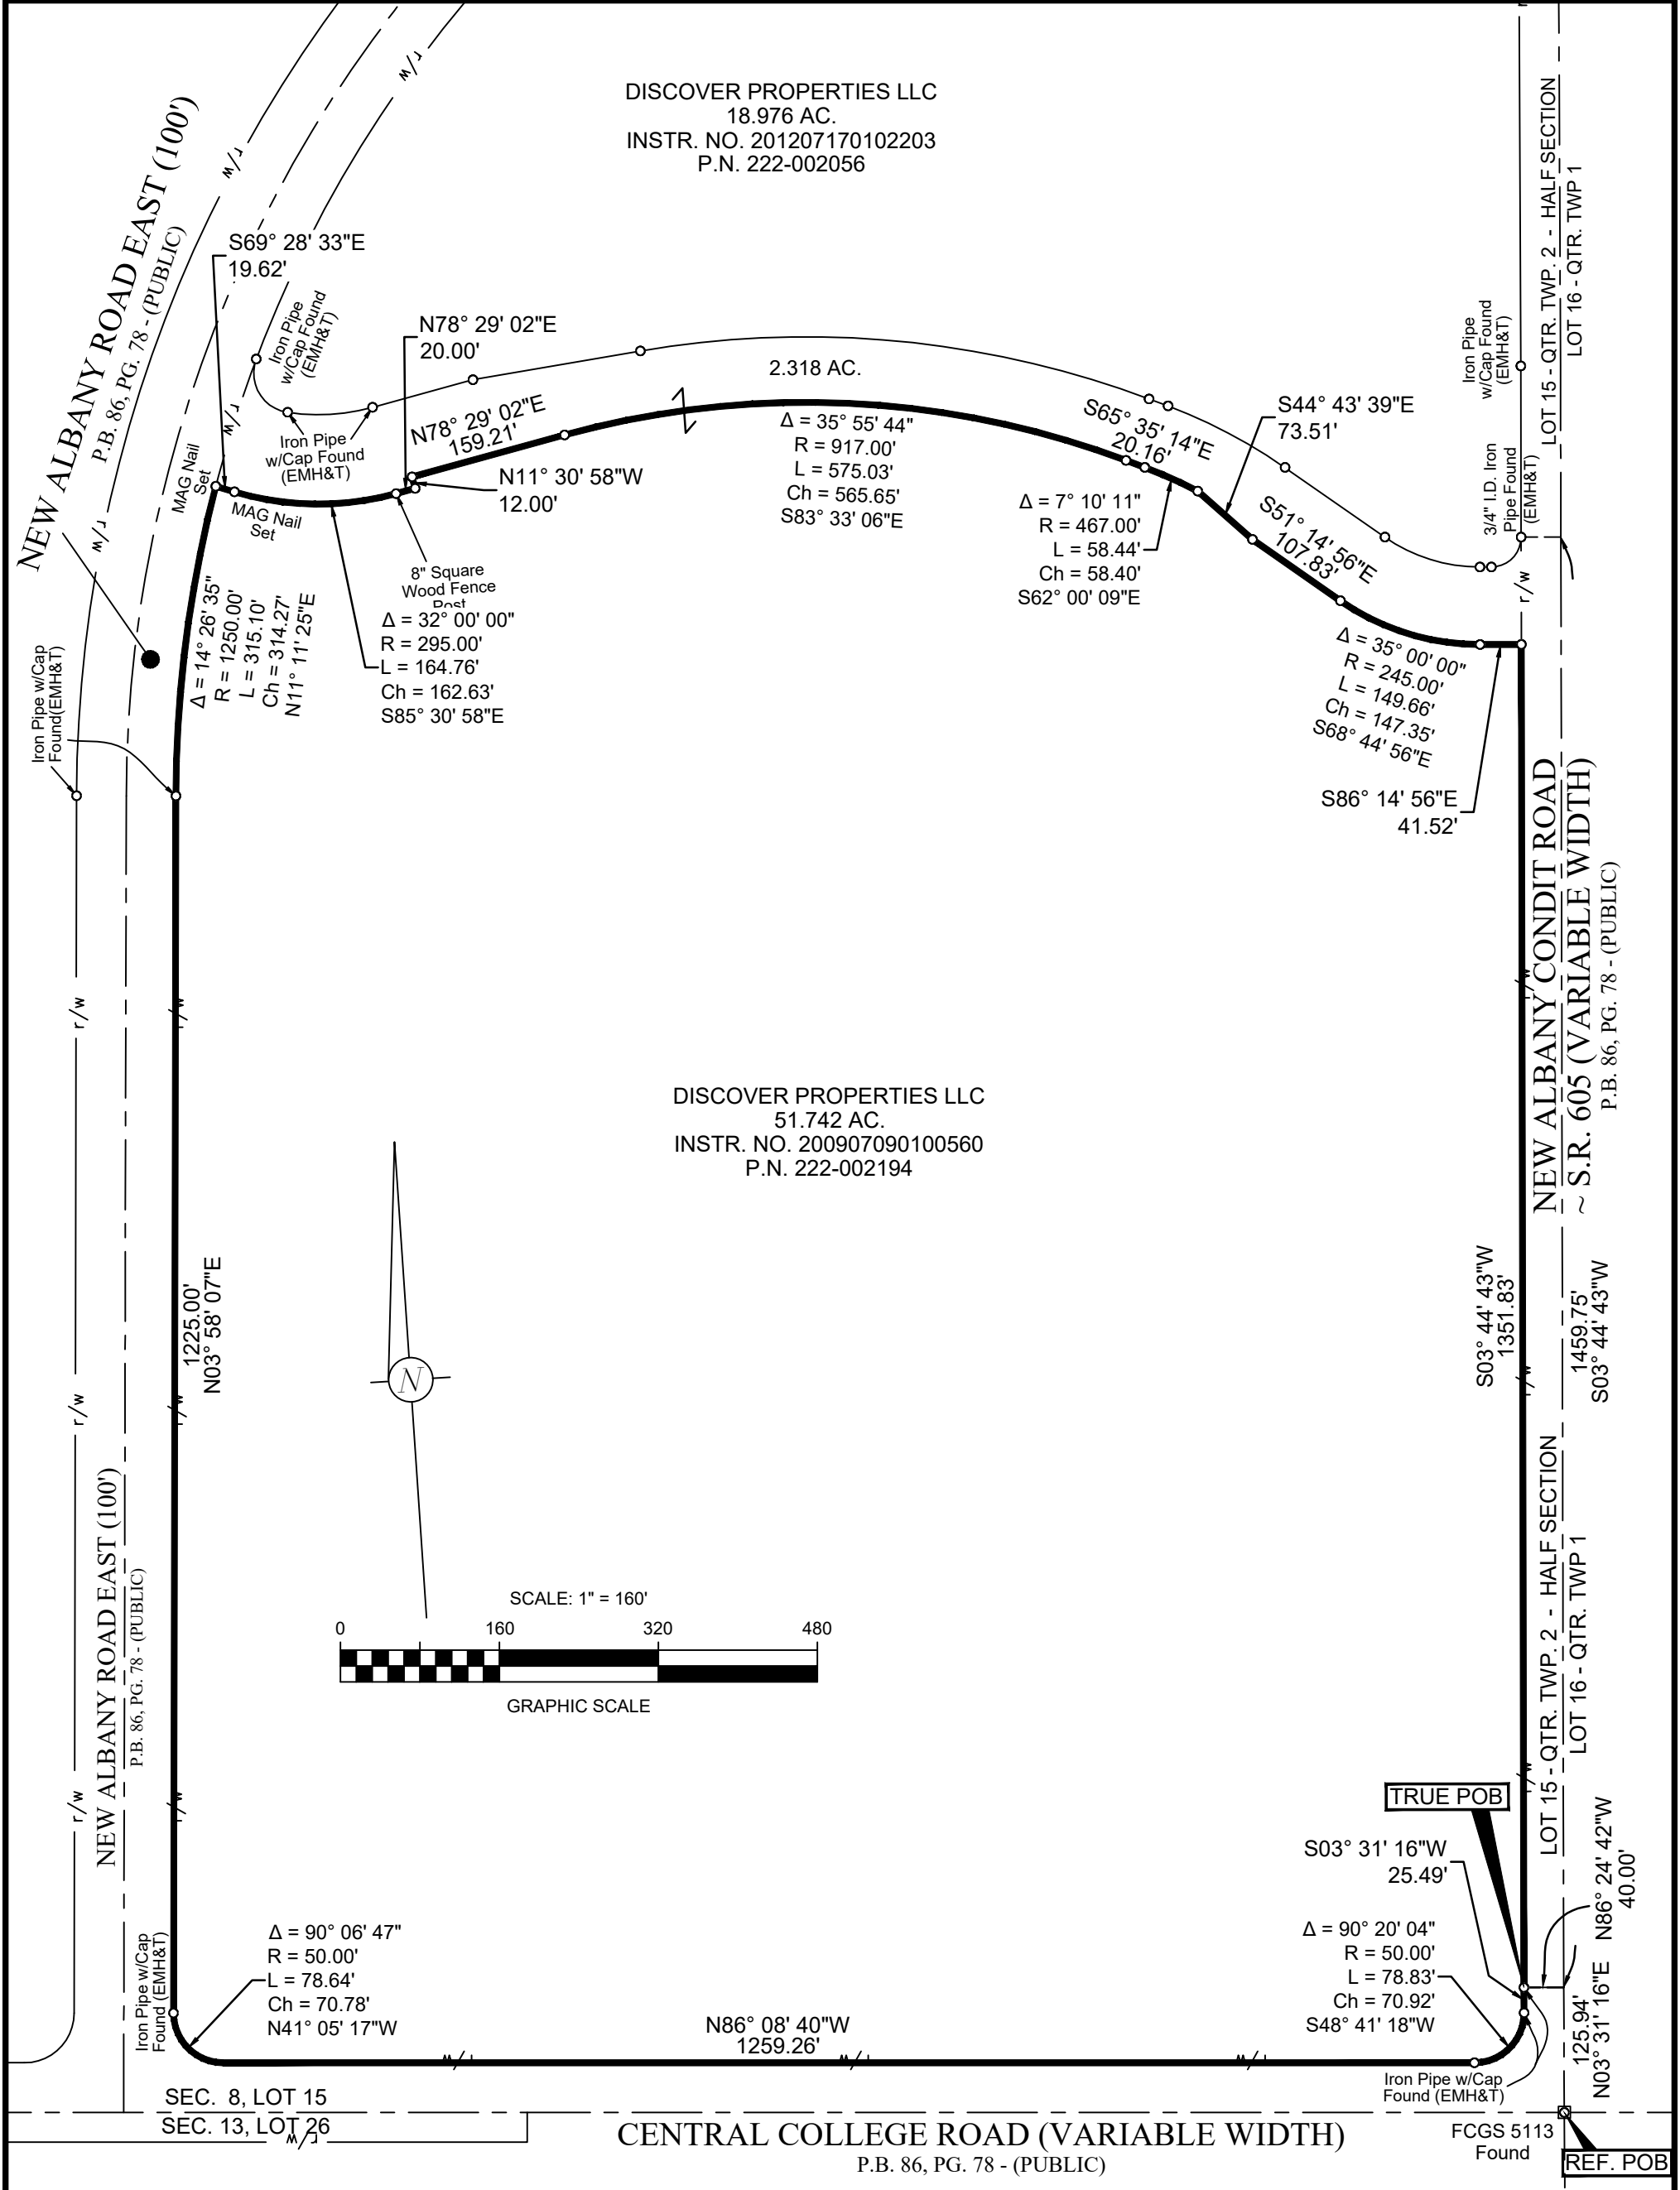 DISCOVER PROPERTIES LLC
18.976 AC.
INSTR. NO. 201207170102203
P.N. 222-002056
NEW ALBANY ROAD EAST (100')
P.B. 86, PG. 78 - (PUBLIC)
r/w
r/w
r/w
r/w
r/w
S69° 28' 33"E
19.62'
Iron Pipe
w/Cap Found
(EMH&T)
N78° 29' 02"E
20.00'
2.318 AC.
N78° 29' 02"E
159.21'
Iron Pipe
w/Cap Found
(EMH&T)
N11° 30' 58"W
12.00'
MAG Nail
Set
MAG Nail
Set
8" Square
Wood Fence
Post
Δ = 32° 00' 00"
R = 295.00'
L = 164.76'
Ch = 162.63'
S85° 30' 58"E
Δ = 14° 26' 35"
R = 1250.00'
L = 315.10'
Ch = 314.27'
N11° 11' 25"E
Δ = 35° 55' 44"
R = 917.00'
L = 575.03'
Ch = 565.65'
S83° 33' 06"E
S65° 35' 14"E
20.16'
S44° 43' 39"E
73.51'
Δ = 7° 10' 11"
R = 467.00'
L = 58.44'
Ch = 58.40'
S62° 00' 09"E
S51° 14' 56"E
107.83'
Δ = 35° 00' 00"
R = 245.00'
L = 149.66'
Ch = 147.35'
S68° 44' 56"E
S86° 14' 56"E
41.52'
Iron Pipe
w/Cap Found
(EMH&T)
3/4" I.D. Iron
Pipe Found
(EMH&T)
LOT 15 - QTR. TWP. 2 - HALF SECTION
LOT 16 - QTR. TWP 1
r/w
Iron Pipe w/Cap
Found(EMH&T)
NEW ALBANY CONDIT ROAD
~ S.R. 605 (VARIABLE WIDTH)
P.B. 86, PG. 78 - (PUBLIC)
r/w
r/w
r/w
DISCOVER PROPERTIES LLC
51.742 AC.
INSTR. NO. 200907090100560
P.N. 222-002194
N
1225.00'
N03° 58' 07"E
S03° 44' 43"W
1351.83'
1459.75'
S03° 44' 43"W
r/w
r/w
r/w
NEW ALBANY ROAD EAST (100')
P.B. 86, PG. 78 - (PUBLIC)
SCALE: 1" = 160'
0 160 320 480
GRAPHIC SCALE
LOT 15 - QTR. TWP. 2 - HALF SECTION
LOT 16 - QTR. TWP 1
r/w
r/w
r/w
TRUE POB
S03° 31' 16"W
25.49'
N86° 24' 42"W
40.00'
Iron Pipe w/Cap
Found (EMH&T)
Δ = 90° 06' 47"
R = 50.00'
L = 78.64'
Ch = 70.78'
N41° 05' 17"W
N86° 08' 40"W
1259.26'
Δ = 90° 20' 04"
R = 50.00'
L = 78.83'
Ch = 70.92'
S48° 41' 18"W
125.94'
N03° 31' 16"E
Iron Pipe w/Cap
Found (EMH&T)
SEC. 8, LOT 15
SEC. 13, LOT 26
CENTRAL COLLEGE ROAD (VARIABLE WIDTH)
P.B. 86, PG. 78 - (PUBLIC)
FCGS 5113
Found
REF. POB